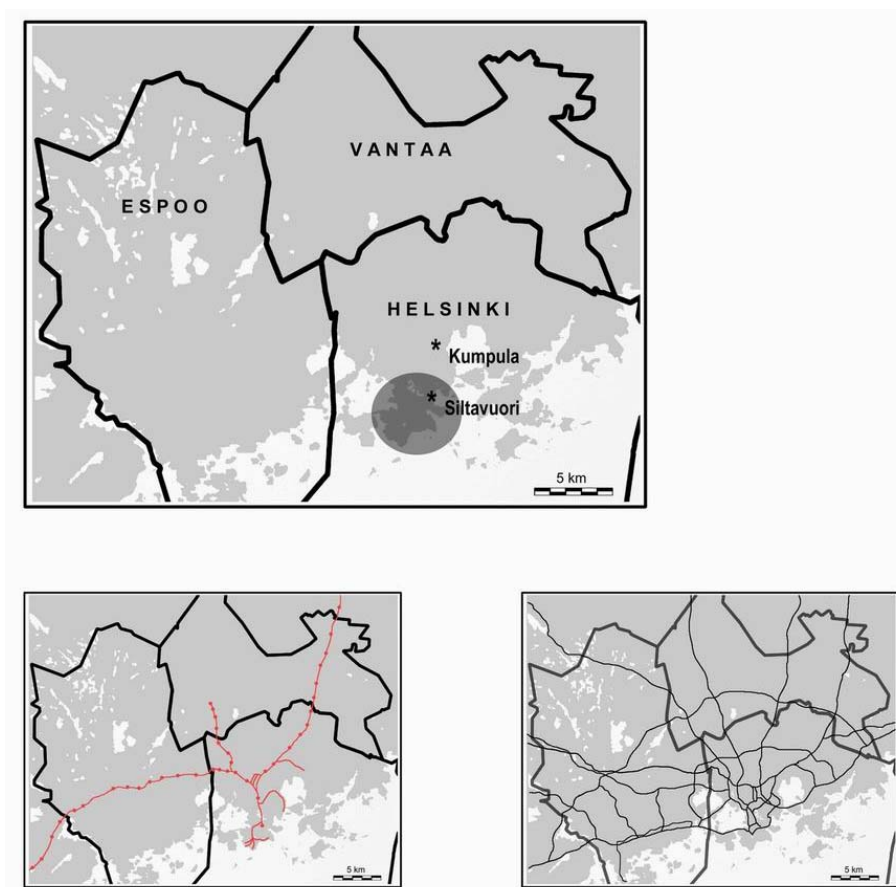 VANTAA
ESPOO
HELSINKI
* Kumpula
* Siltavuori
5 km
5 km
5 km